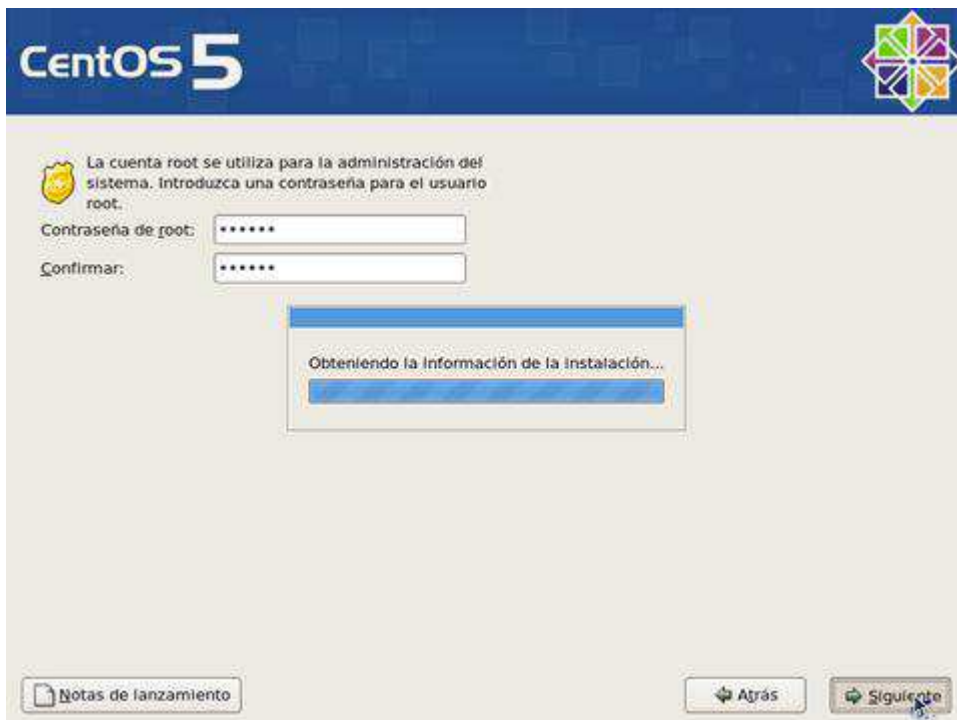 CentOS 5
La cuenta root se utiliza para la administración del
sistema. Introduzca una contraseña para el usuario
root.
Contraseña de root: ••••••
Confirmar: ••••••
Obteniendo la información de la instalación...
Notas de lanzamiento
Atrás
Siguiente